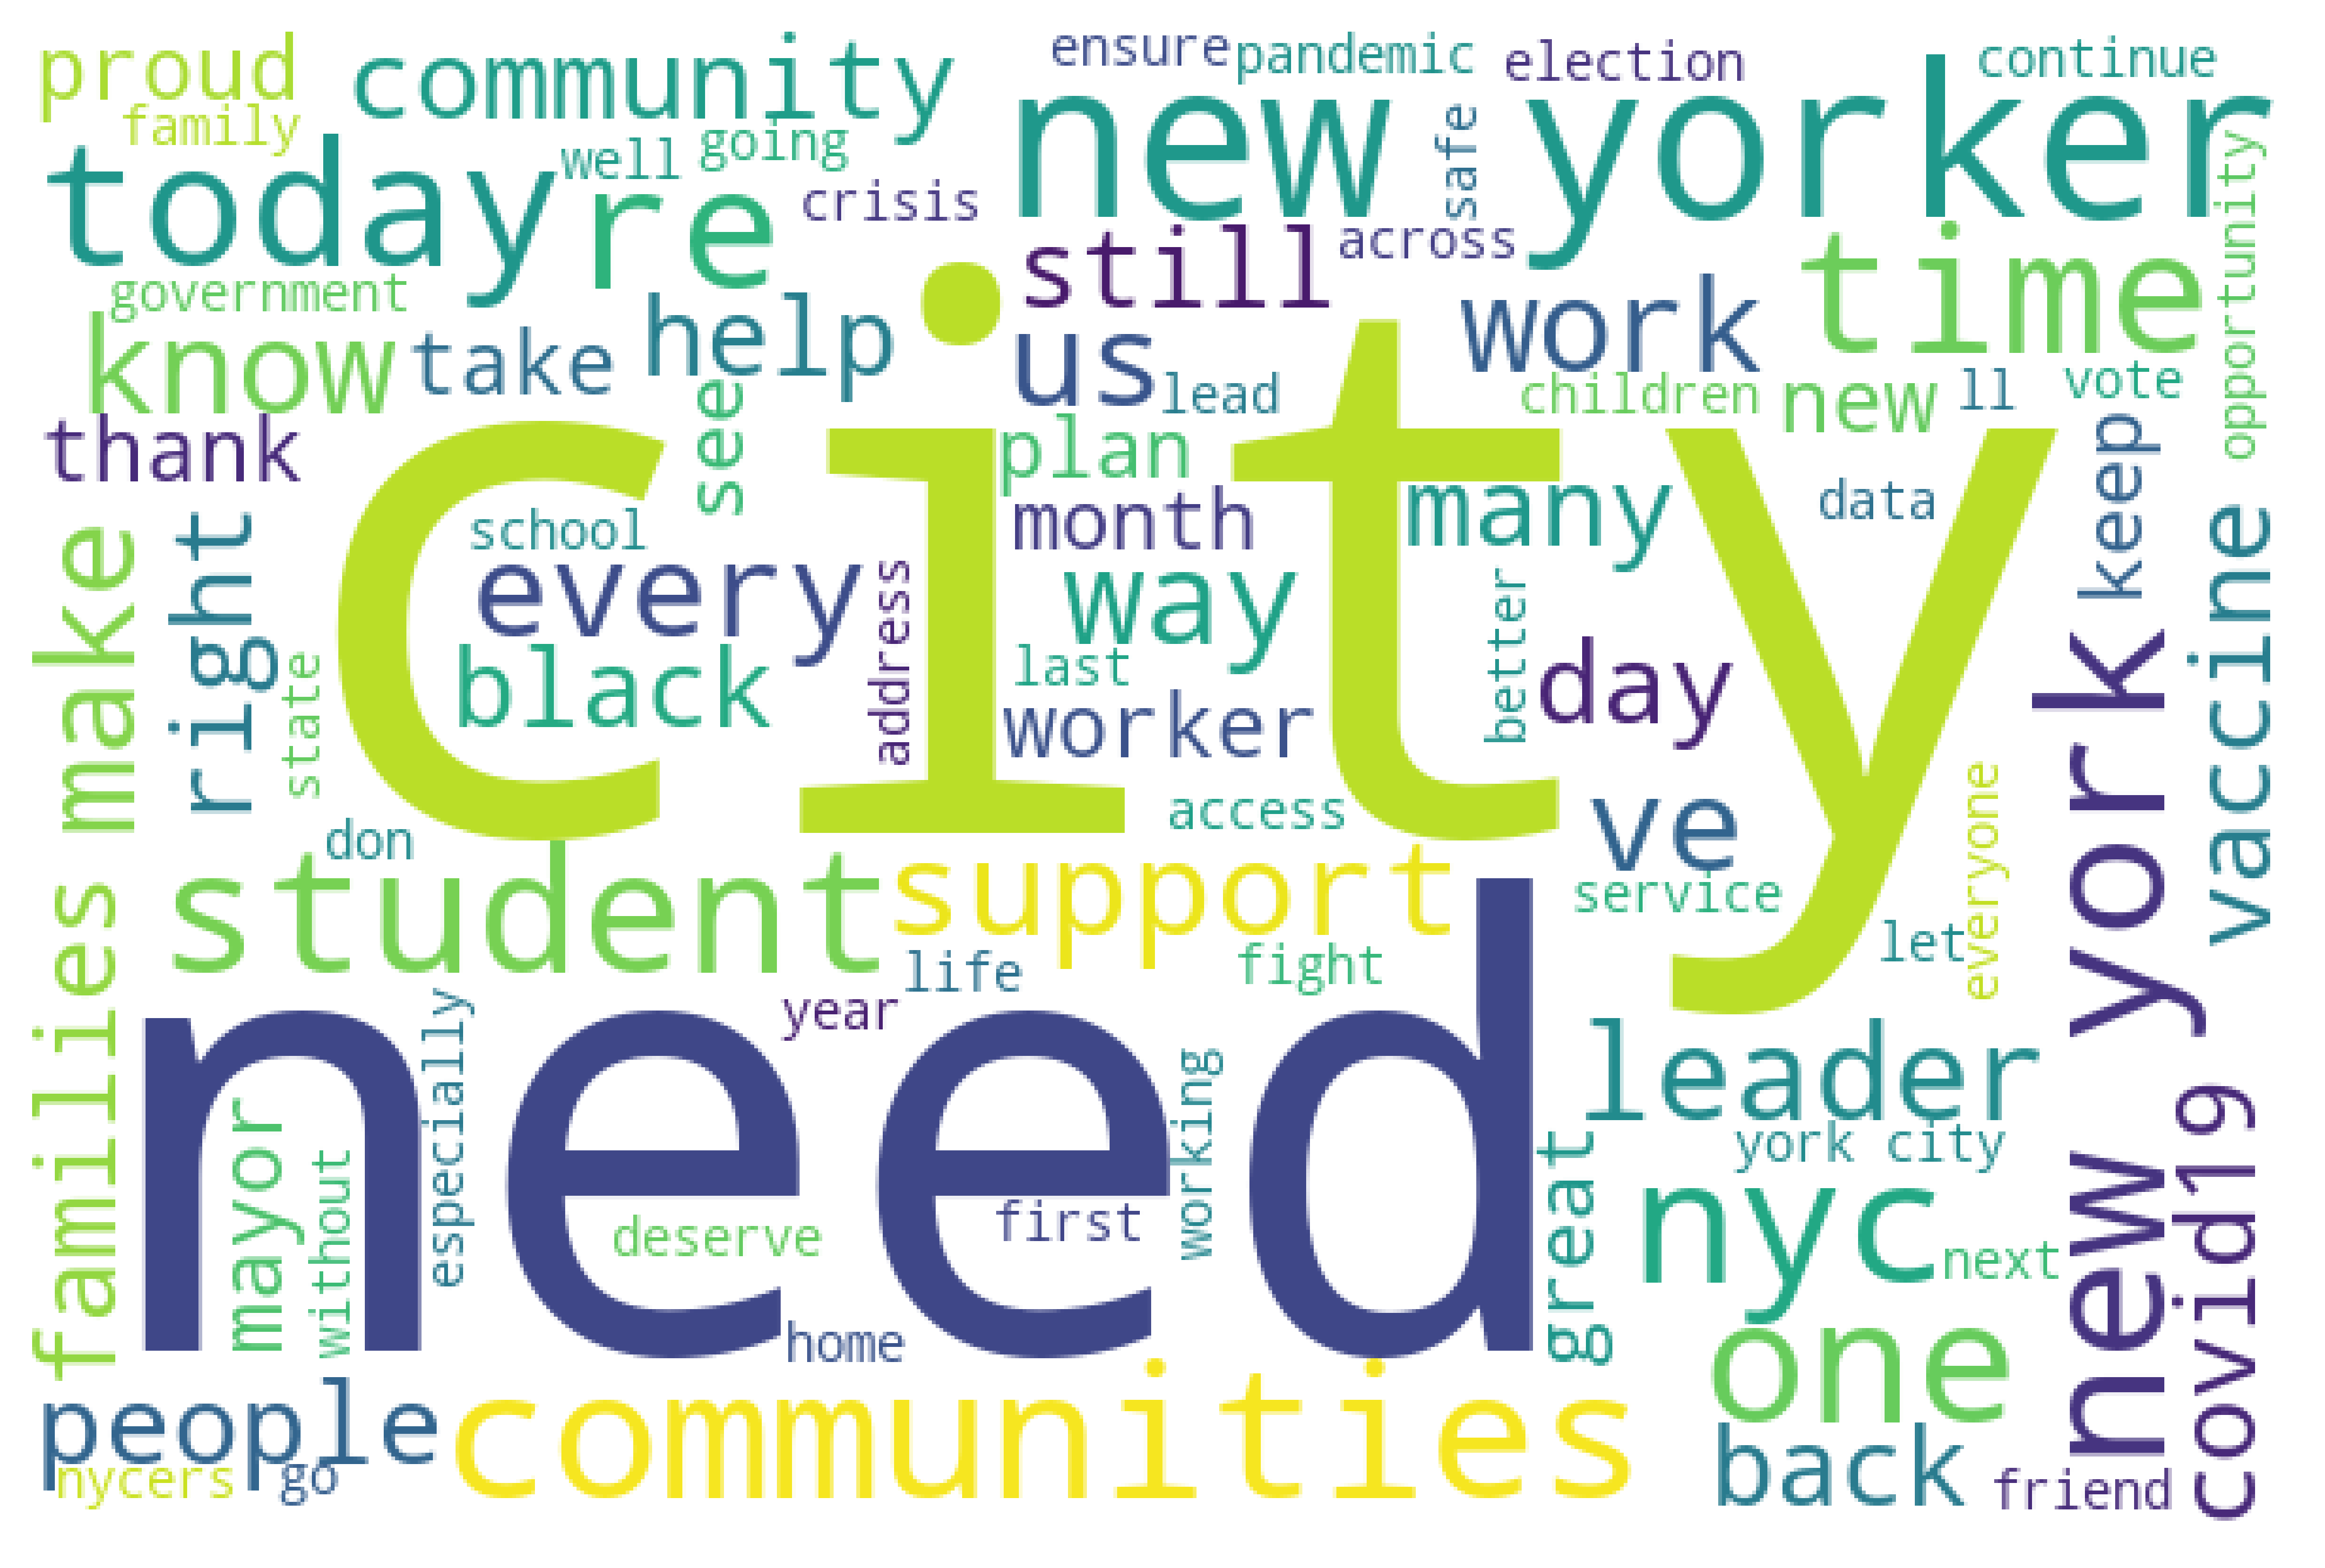 proud
community
ensure
pandemic
election
continue
family
today
well
going
re
crisis
new yorker
safe
opportunity
still
across
government
know
take
help
us
work
time
see
lead
children
new
ll
vote
thank
plan
keep
city
make
right
school
month
many
data
vaccine
every
address
way
better
state
black
last
worker
day
new york
don
access
ve
everyone
families
student
support
service
life
fight
let
year
need
especially
working
leader
mayor
without
deserve
first
great
york city
nyc
next
covid19
home
one
people
communities
back
nycers
go
friend